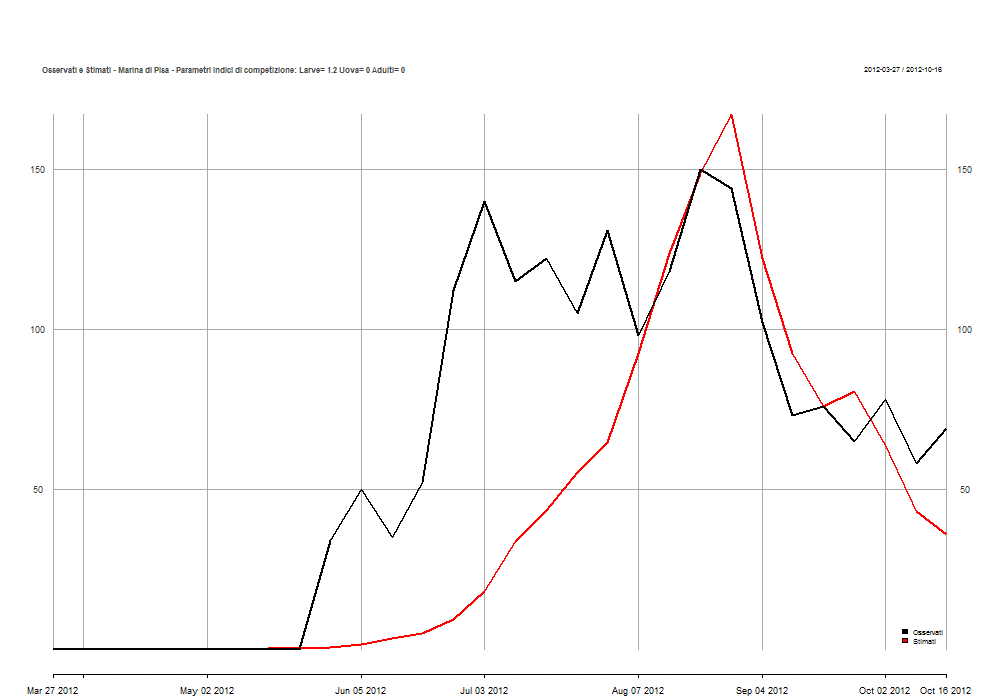 Osservati e Stimati - Marina di Pisa - Parametri indici di competizione: Larve= 1.2 Uova= 0 Adulti= 0
2012-03-27 / 2012-10-16
150 150
100 100
50 50
Osservati
Stimati
Mar 27 2012 May 02 2012 Jun 05 2012 Jul 03 2012 Aug 07 2012 Sep 04 2012 Oct 02 2012 Oct 16 2012